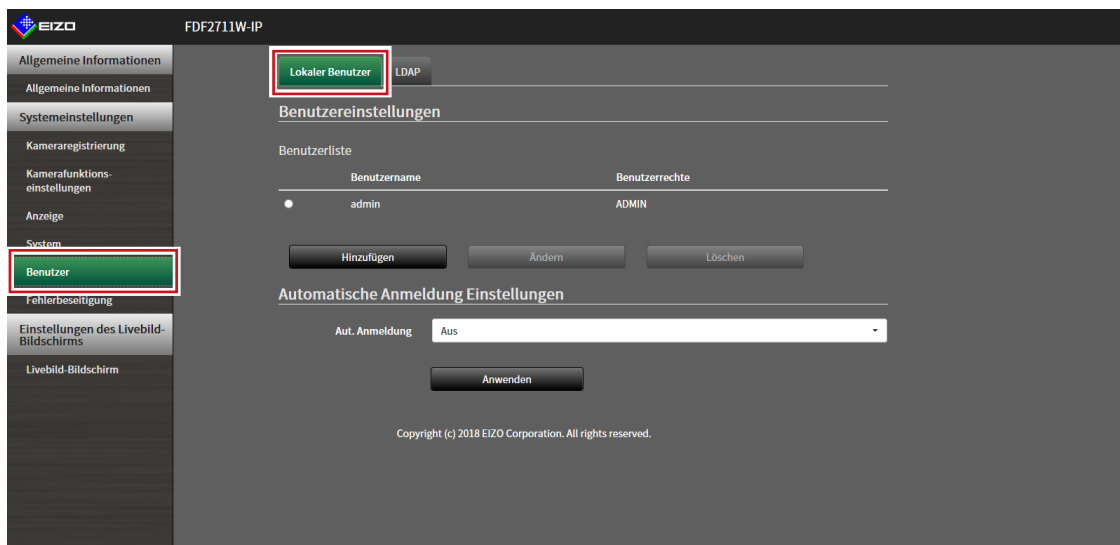 EIZO
FDF2711W-IP
Allgemeine Informationen
Allgemeine Informationen
Systemeinstellungen
Kameraregistrierung
Kamerafunktions-
einstellungen
Anzeige
System
Benutzer
Fehlerbeseitigung
Einstellungen des Livebild-
Bildschirms
Livebild-Bildschirm
Lokaler Benutzer LDAP
Benutzereinstellungen
Benutzerliste
Benutzername Benutzerrechte
admin ADMIN
Hinzufügen Ändern Löschen
Automatische Anmeldung Einstellungen
Aut. Anmeldung Aus
Anwenden
Copyright (c) 2018 EIZO Corporation. All rights reserved.